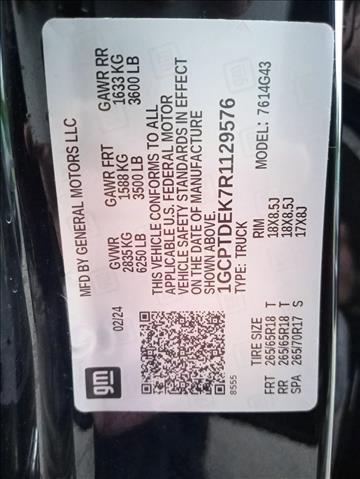 gm
MFD BY GENERAL MOTORS LLC
02/24
GVWR
2835 KG
6250 LB
GAWR FRT
1588 KG
3500 LB
GAWR RR
1633 KG
3600 LB
THIS VEHICLE CONFORMS TO ALL
APPLICABLE U.S. FEDERAL MOTOR
VEHICLE SAFETY STANDARDS IN EFFECT
ON THE DATE OF MANUFACTURE
SHOWN ABOVE.
1GCPTDEK7R1129576
TYPE: TRUCK
MODEL: 7614G43
8555
TIRE SIZE RIM
FRT 265/65R18 T 18X8.5J
RR 265/65R18 T 18X8.5J
SPA 265/70R17 S 17X8J